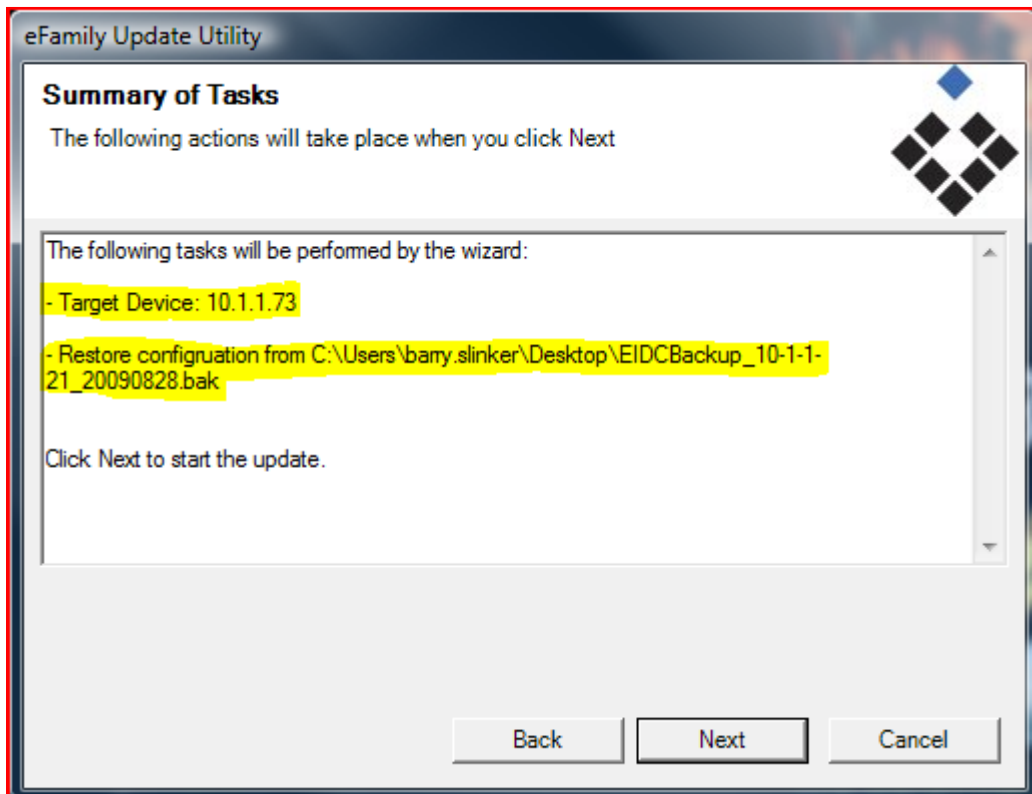 eFamily Update Utility
Summary of Tasks
The following actions will take place when you click Next
The following tasks will be performed by the wizard:
- Target Device: 10.1.1.73
- Restore configruation from C:\Users\barry.slinker\Desktop\EIDCBackup_10-1-1-
21_20090828.bak
Click Next to start the update.
Back Next Cancel